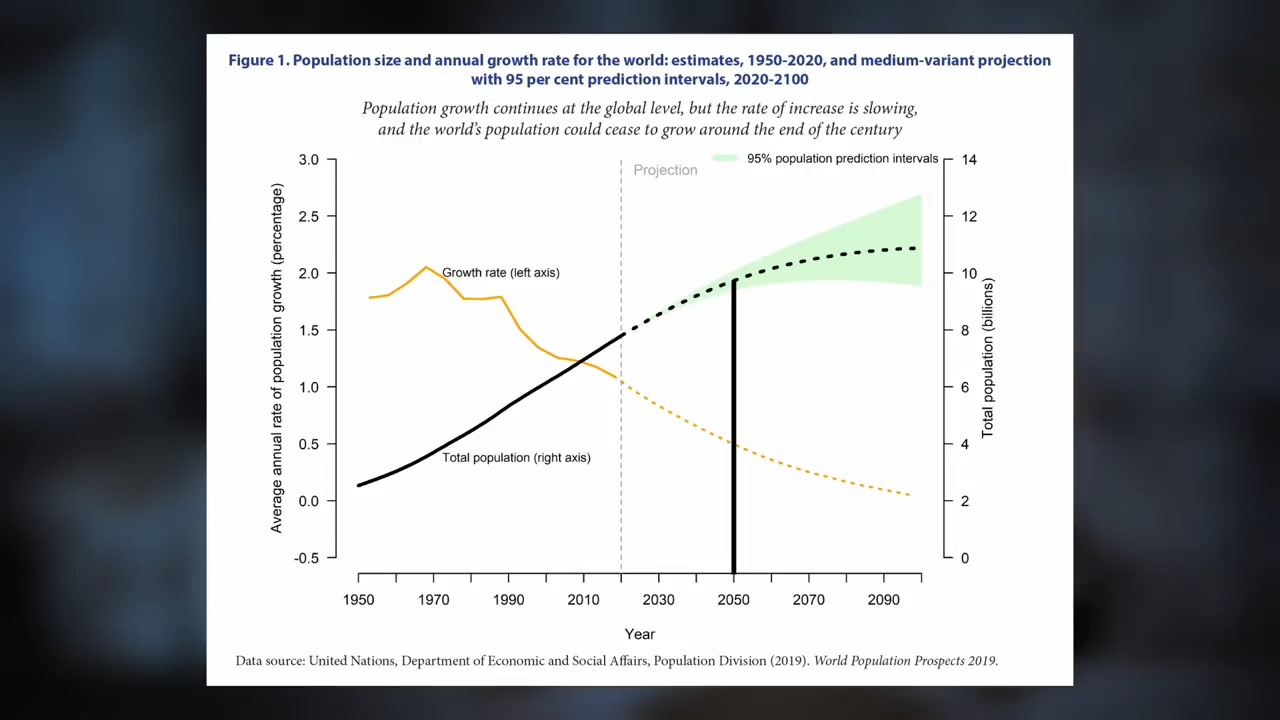 Figure 1. Population size and annual growth rate for the world: estimates, 1950-2020, and medium-variant projection
with 95 per cent prediction intervals, 2020-2100
Population growth continues at the global level, but the rate of increase is slowing,
and the world's population could cease to grow around the end of the century
Average annual rate of population growth (percentage)
3.0
2.5
2.0
1.5
1.0
0.5
0.0
-0.5
Projection
95% population prediction intervals
Growth rate (left axis)
Total population (right axis)
14
12
10
8
6
4
2
0
Total population (billions)
1950 1970 1990 2010 2030 2050 2070 2090
Year
Data source: United Nations, Department of Economic and Social Affairs, Population Division (2019). World Population Prospects 2019.